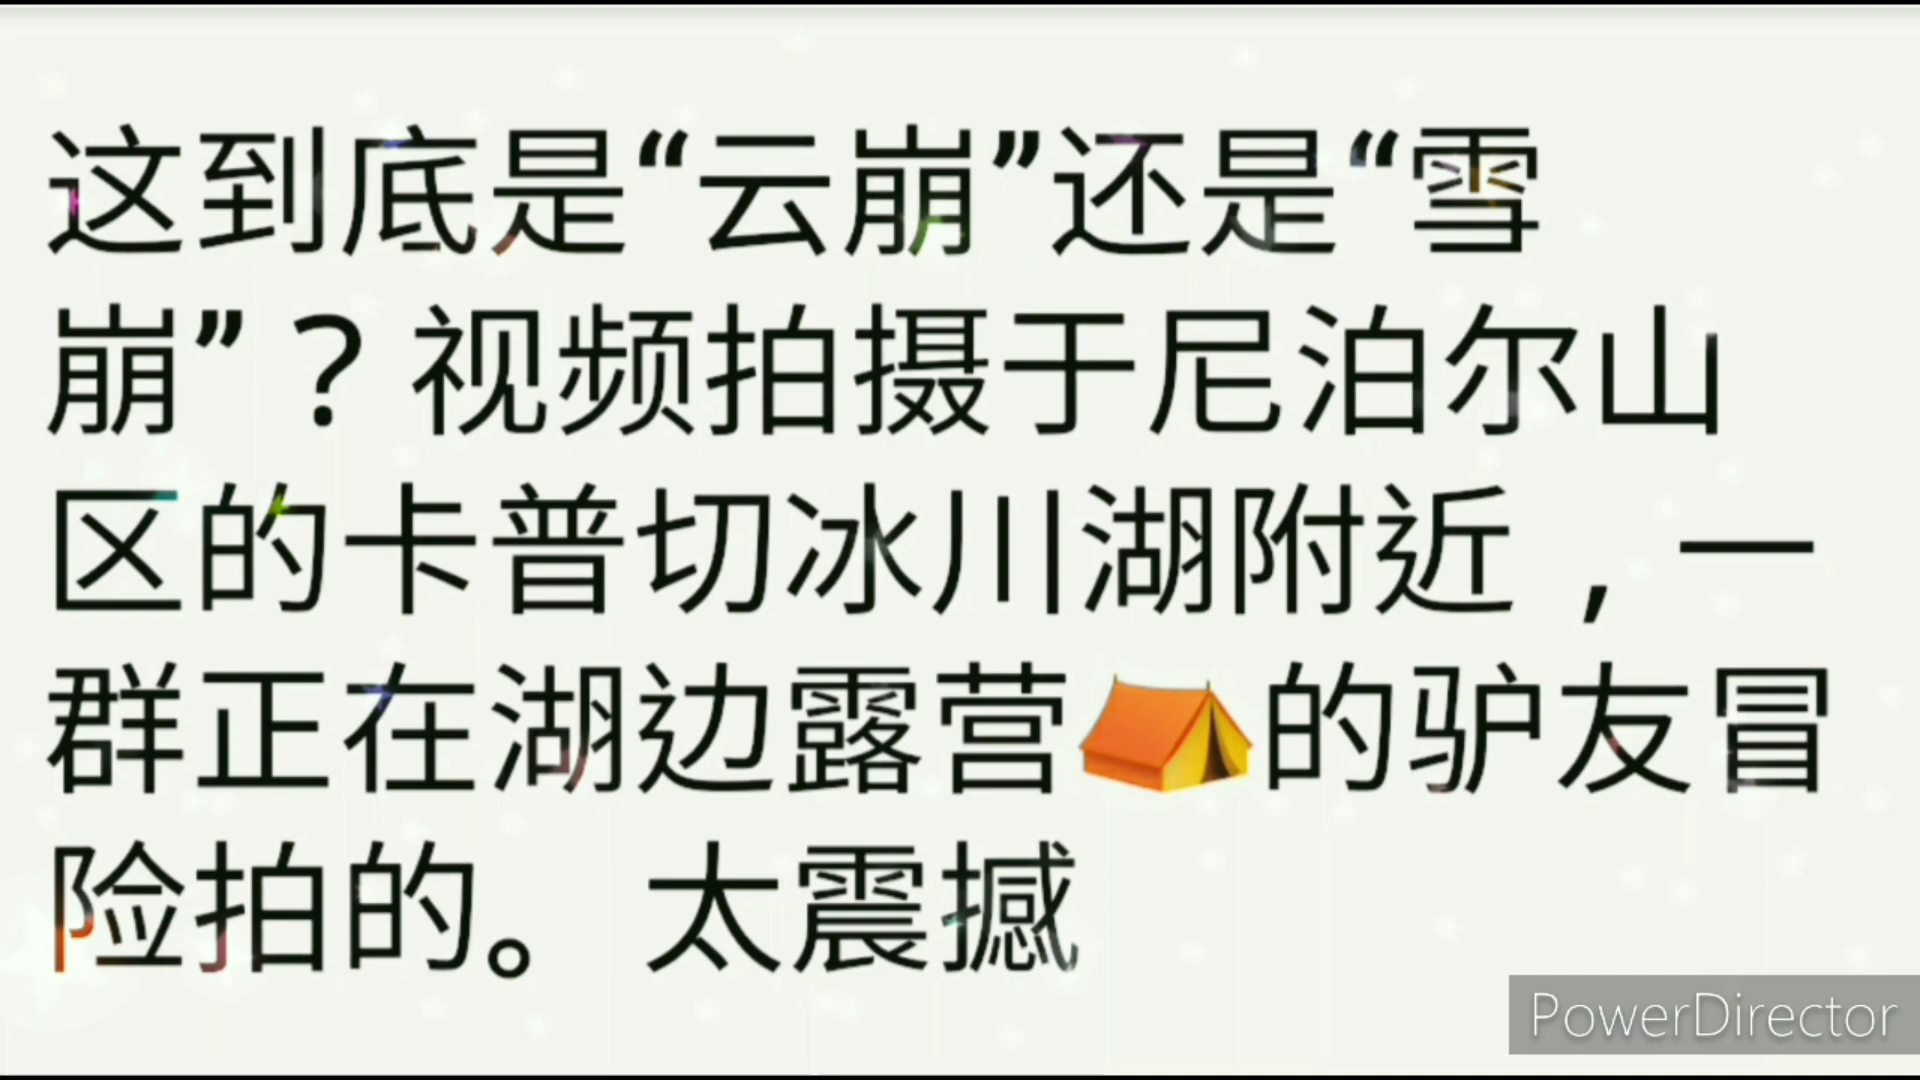 这到底是“云崩”还是“雪
崩”？视频拍摄于尼泊尔山
区的卡普切冰川湖附近，一
群正在湖边露营🏕的驴友冒
险拍的。太震撼
PowerDirector